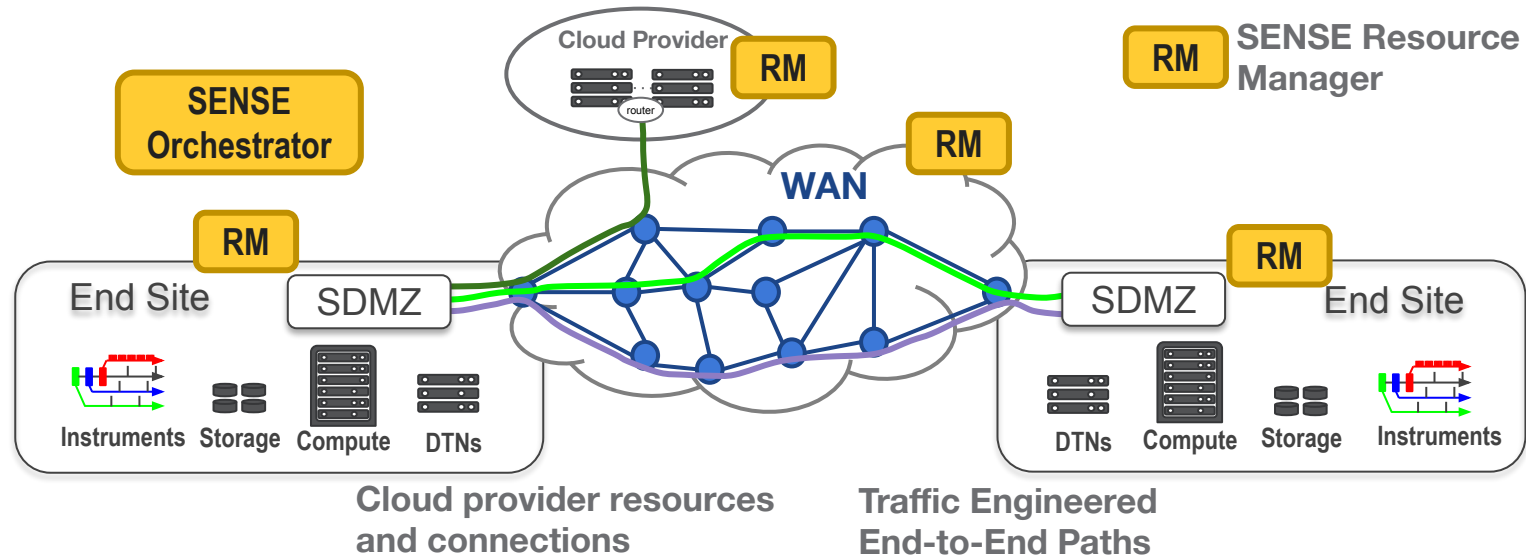 Cloud Provider
RM
router
RM
SENSE Resource
Manager
SENSE
Orchestrator
RM
WAN
RM
RM
End Site
SDMZ
SDMZ
End Site
Instruments
Storage
Compute
DTNs
DTNs
Compute
Storage
Instruments
Cloud provider resources
and connections
Traffic Engineered
End-to-End Paths